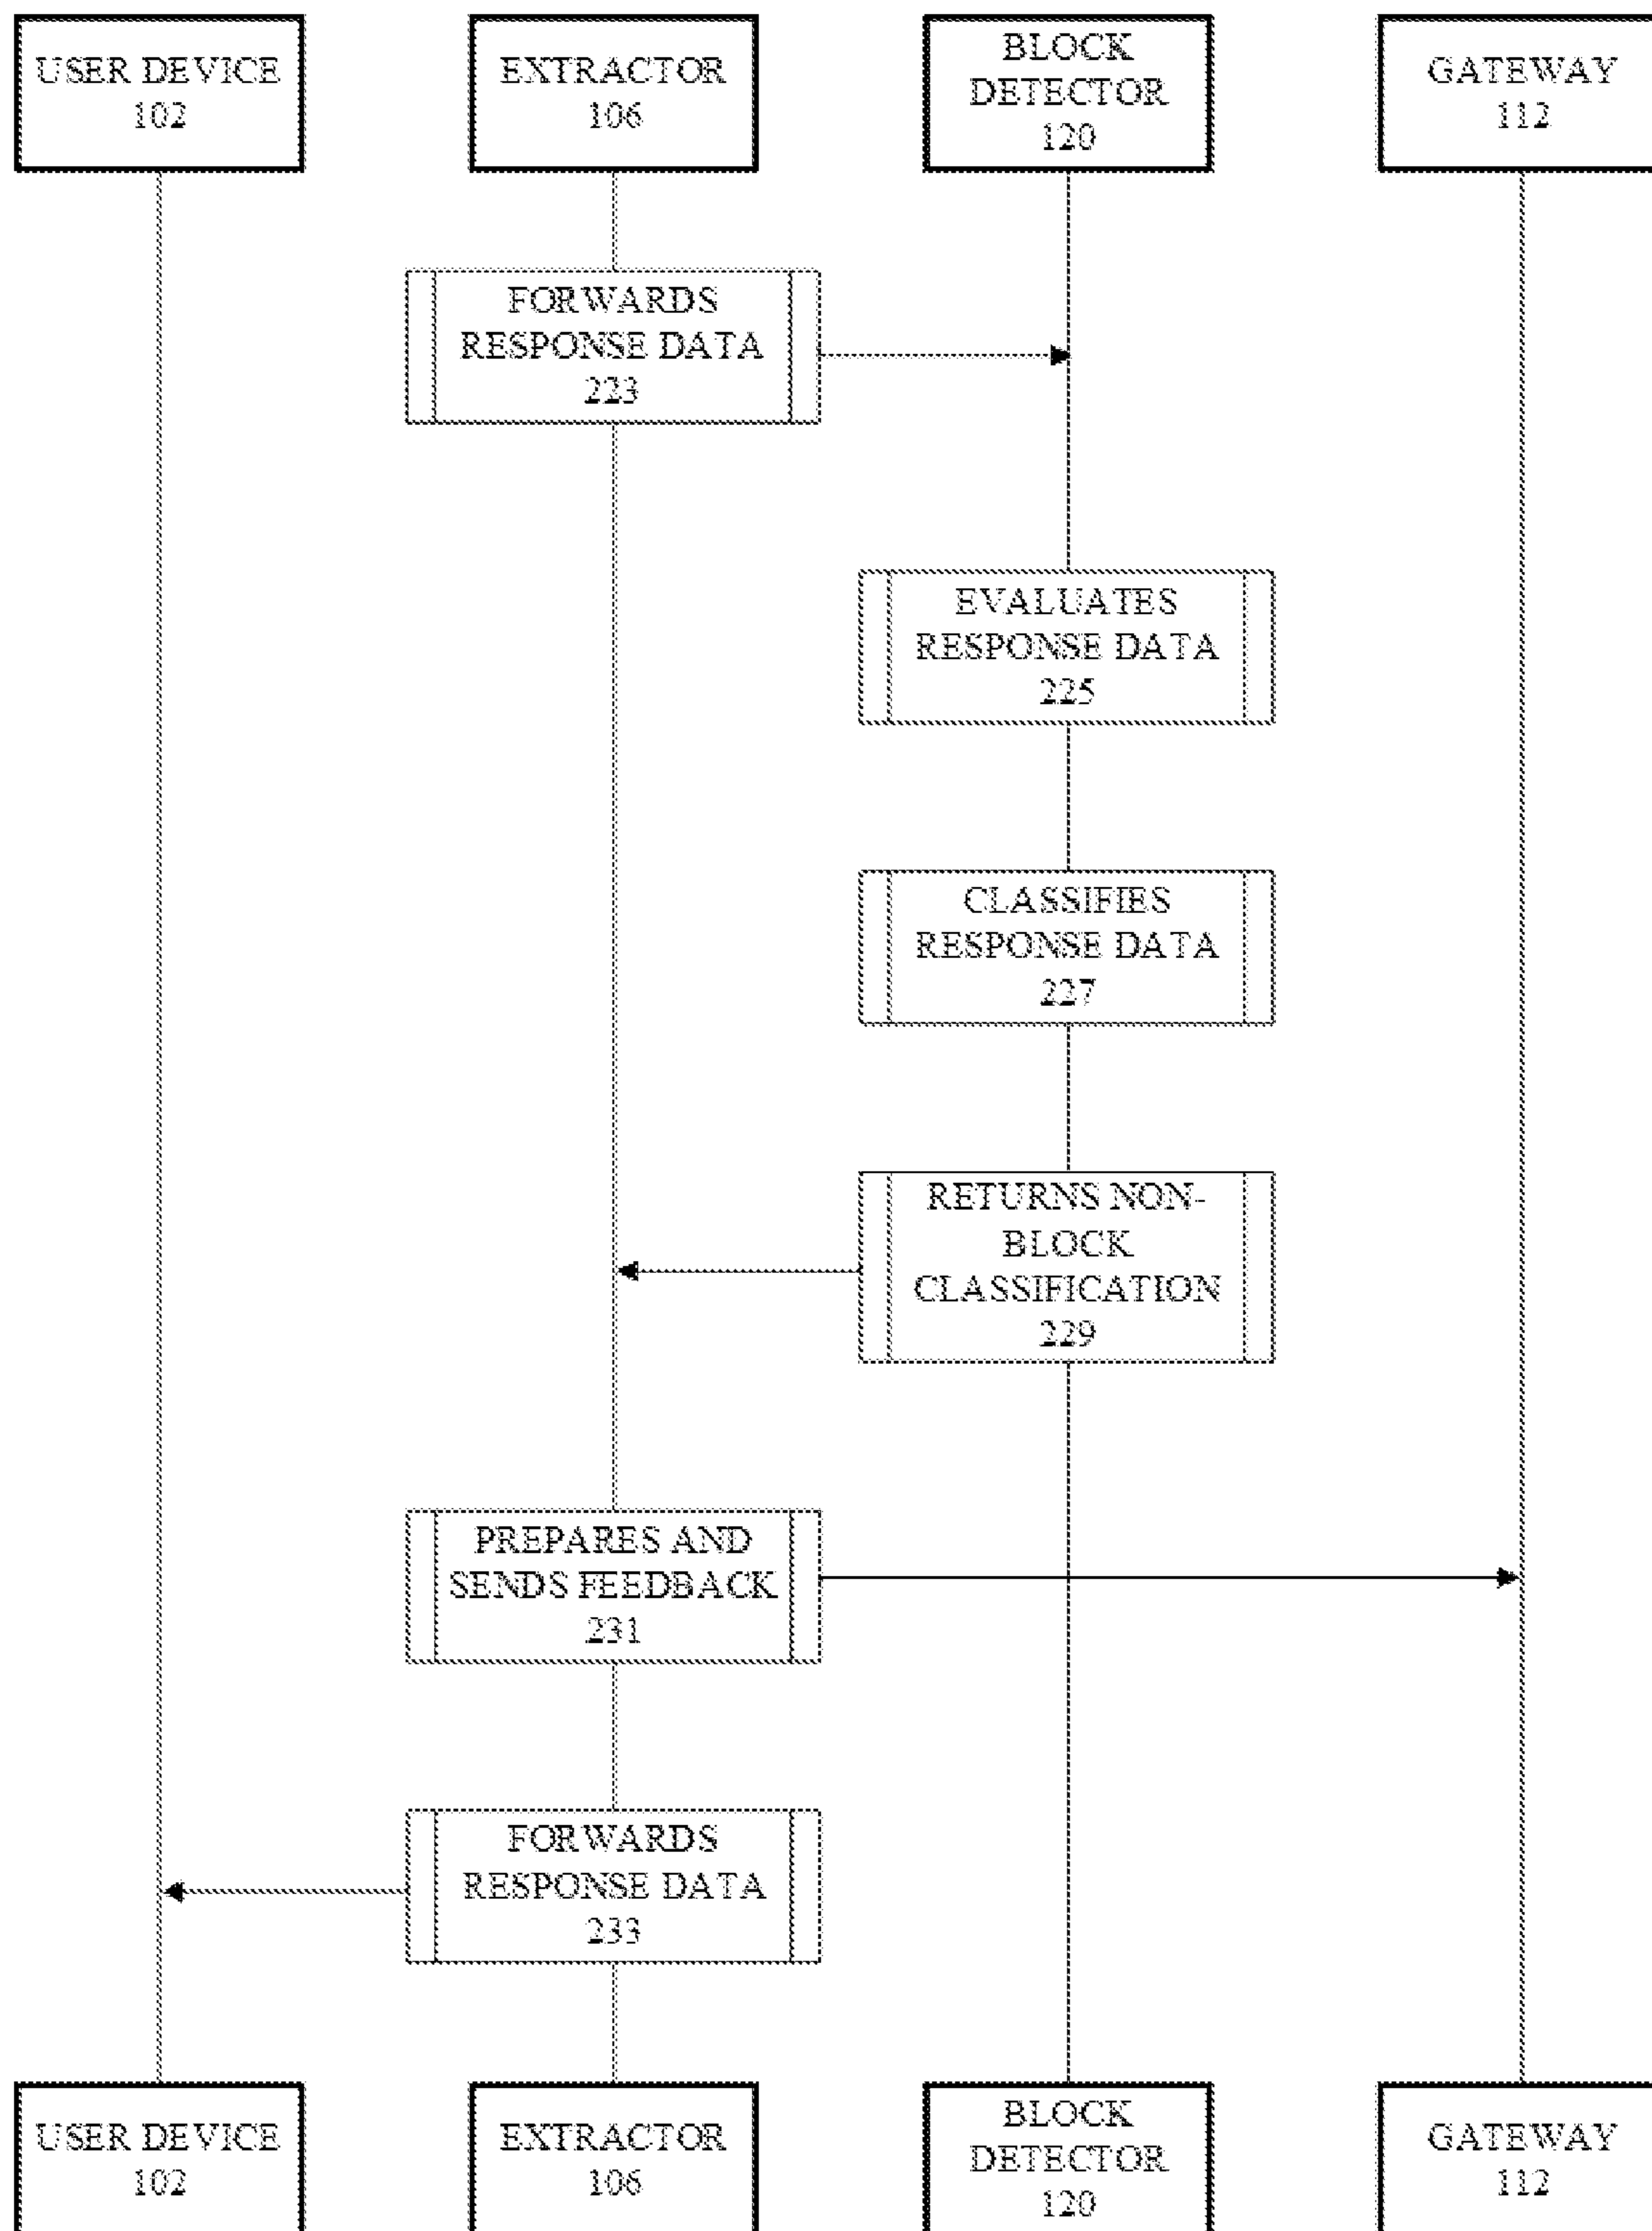 USER DEVICE
102
EXTRACTOR
106
BLOCK
DETECTOR
120
GATEWAY
112
FORWARDS
RESPONSE DATA
223
EVALUATES
RESPONSE DATA
225
CLASSIFIES
RESPONSE DATA
227
RETURNS NON-
BLOCK
CLASSIFICATION
229
PREPARES AND
SENDS FEEDBACK
231
FORWARDS
RESPONSE DATA
233
USER DEVICE
102
EXTRACTOR
106
BLOCK
DETECTOR
120
GATEWAY
112